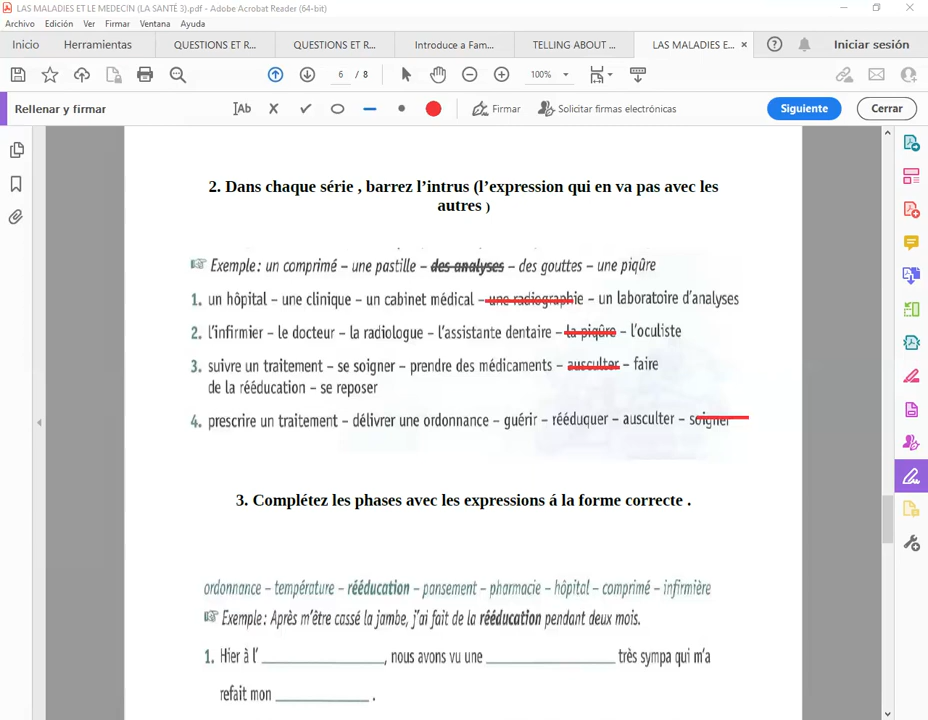 LAS MALADIES ET LE MEDECIN (LA SANTÉ 3).pdf - Adobe Acrobat Reader (64-bit)
Archivo Edición Ver Firmar Ventana Ayuda
Inicio Herramientas QUESTIONS ET R... QUESTIONS ET R... Introduce a Fam... TELLING ABOUT ... LAS MALADIES E... × ? Iniciar sesión
6 / 8 100%
Rellenar y firmar Ab Firmar Solicitar firmas electrónicas Siguiente Cerrar
2. Dans chaque série , barrez l’intrus (l’expression qui en va pas avec les
autres )
Exemple : un comprimé – une pastille – des analyses – des gouttes – une piqûre
1. un hôpital – une clinique – un cabinet médical – une radiographie – un laboratoire d’analyses
2. l’infirmier – le docteur – la radiologue – l’assistante dentaire – la piqûre – l’oculiste
3. suivre un traitement – se soigner – prendre des médicaments – ausculter – faire
de la rééducation – se reposer
4. prescrire un traitement – délivrer une ordonnance – guérir – rééduquer – ausculter – soigner
3. Complétez les phases avec les expressions á la forme correcte .
ordonnance – température – rééducation – pansement – pharmacie – hôpital – comprimé – infirmière
Exemple : Après m’être cassé la jambe, j’ai fait de la rééducation pendant deux mois.
1. Hier à l’ ____________, nous avons vu une ____________ très sympa qui m’a
refait mon ____________ .